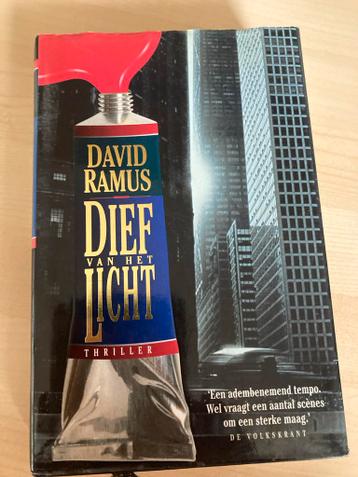 DAVID
RAMUS
DIEF
VAN HET
LICHT
THRILLER
'Een adembenemend tempo.
Wel vraagt een aantal scènes
om een sterke maag.'
DE VOLKSKRANT